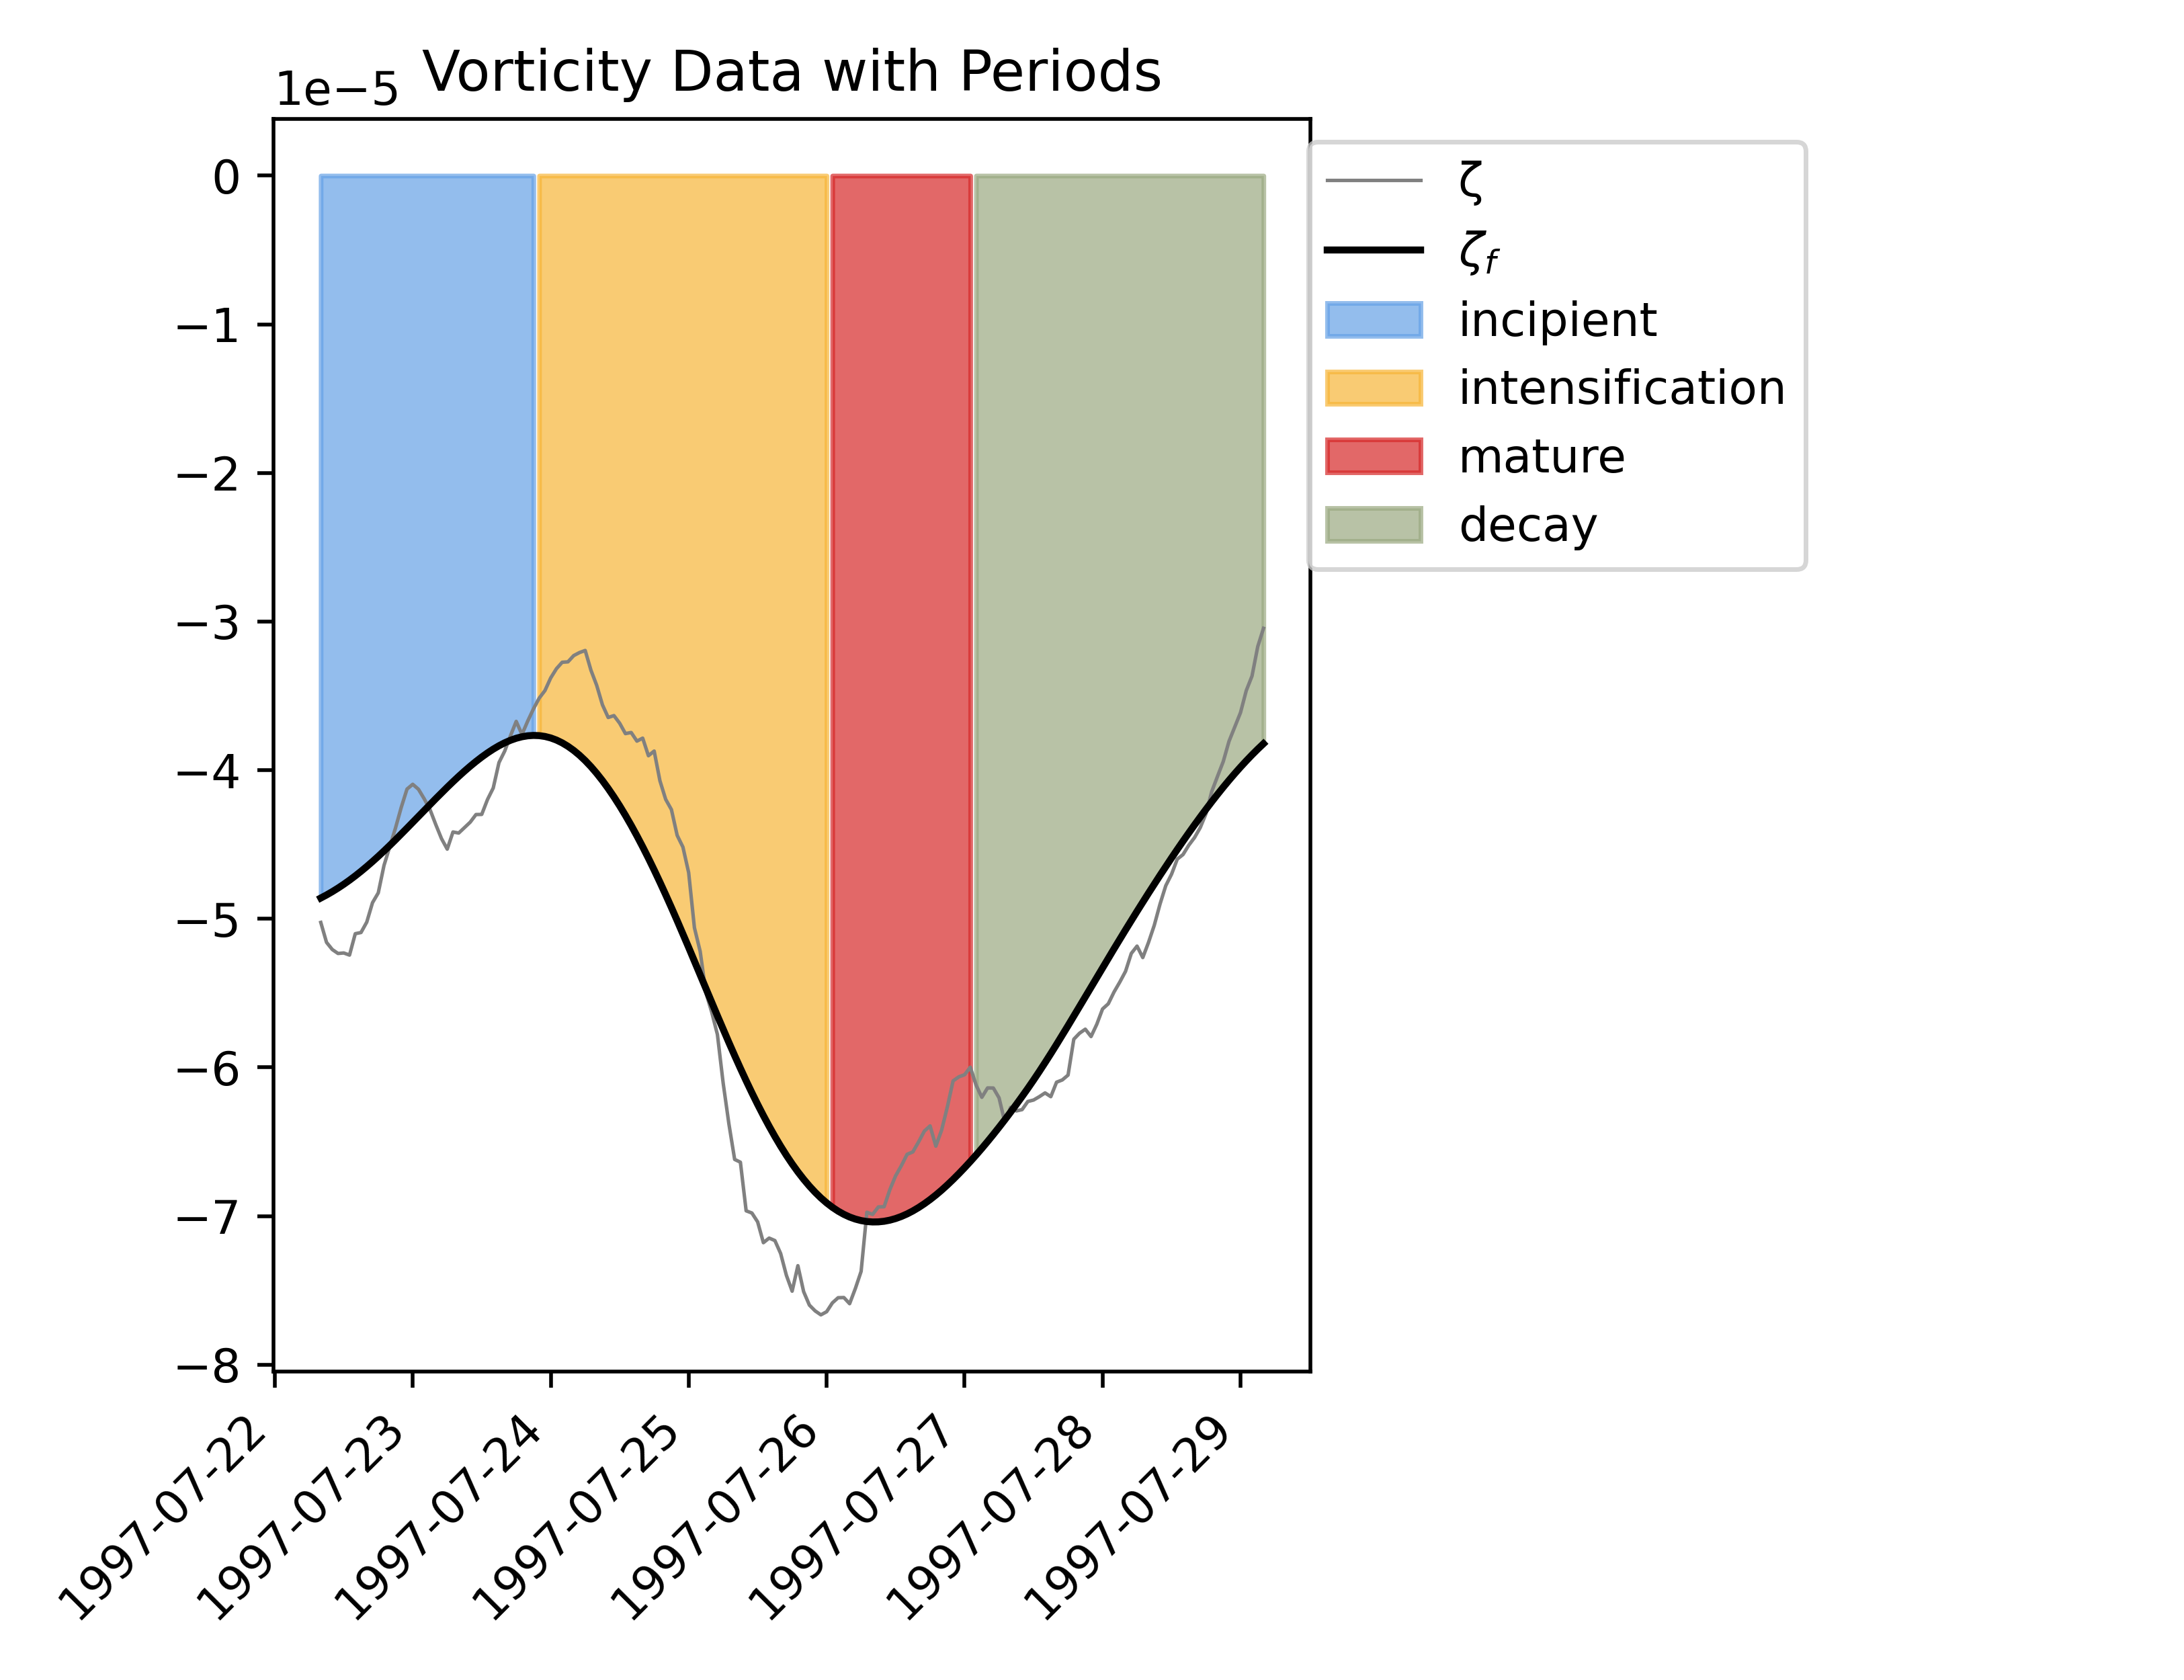 Vorticity Data with Periods
1e−5
0
−1
−2
−3
−4
−5
−6
−7
−8
1997-07-22
1997-07-23
1997-07-24
1997-07-25
1997-07-26
1997-07-27
1997-07-28
1997-07-29
ζ
ζf
incipient
intensification
mature
decay